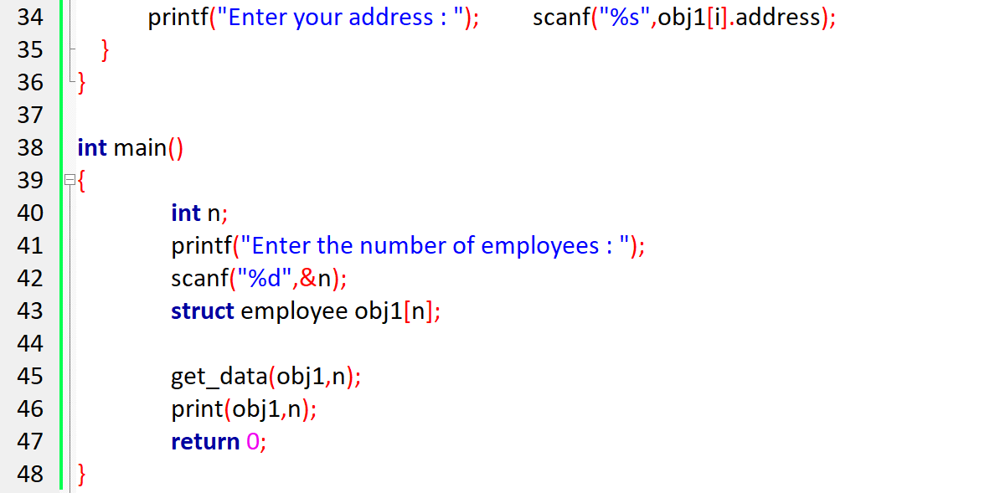 34 printf("Enter your address : "); scanf("%s",obj1[i].address);
35 }
36 }
37
38 int main()
39 {
40 int n;
41 printf("Enter the number of employees : ");
42 scanf("%d",&n);
43 struct employee obj1[n];
44
45 get_data(obj1,n);
46 print(obj1,n);
47 return 0;
48 }